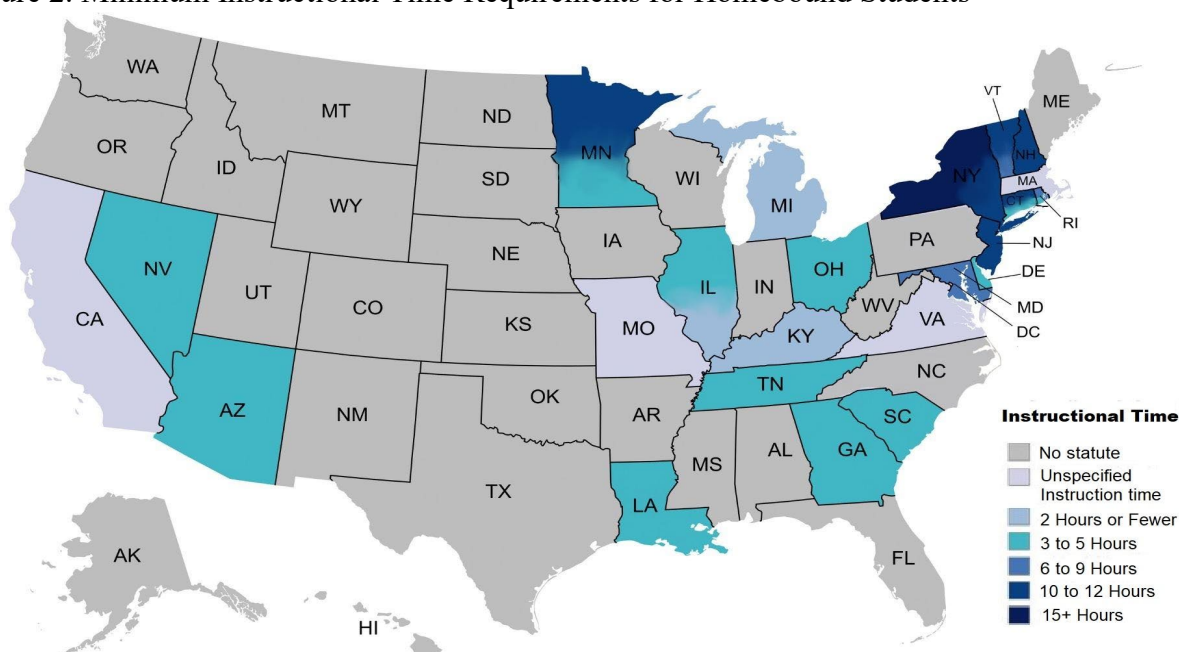 Minimum Instructional Time Requirements for Homebound Students
WA
MT
ND
MN
VT
ME
OR
ID
SD
WI
NY
NH
MA
CT
RI
WY
MI
IA
PA
NJ
NE
NV
UT
IL
IN
OH
DE
CO
WV
MD
CA
KS
MO
KY
VA
DC
TN
NC
OK
AZ
NM
AR
SC
MS
AL
GA
TX
LA
AK
FL
HI
Instructional Time
No statute
Unspecified
Instruction time
2 Hours or Fewer
3 to 5 Hours
6 to 9 Hours
10 to 12 Hours
15+ Hours